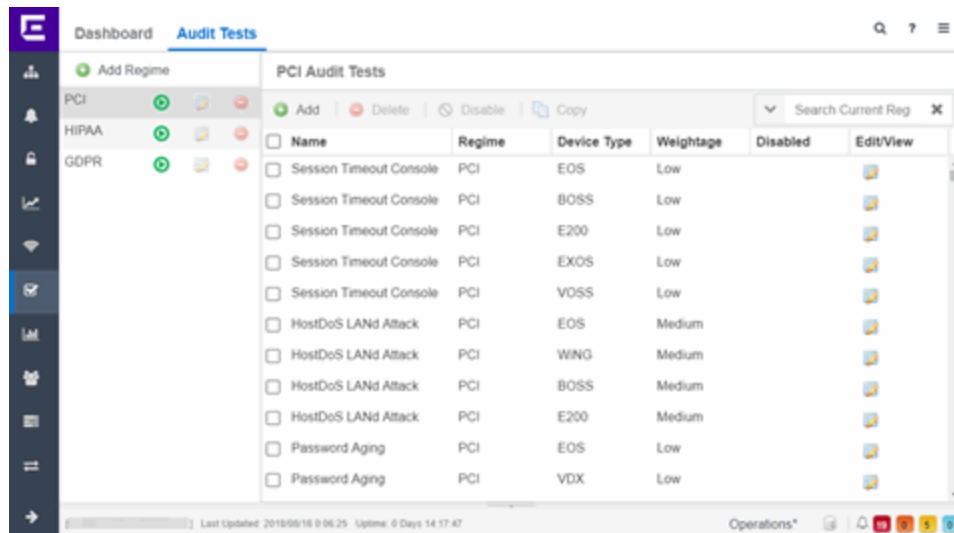 Dashboard Audit Tests ? 
Add Regime
PCI Audit Tests
PCI
HIPAA
GDPR
Add Delete Disable Copy Search Current Reg
Name Regime Device Type Weightage Disabled Edit/View
Session Timeout Console PCI EOS Low
Session Timeout Console PCI BOSS Low
Session Timeout Console PCI E200 Low
Session Timeout Console PCI EXOS Low
Session Timeout Console PCI VOSS Low
HostDoS LANd Attack PCI EOS Medium
HostDoS LANd Attack PCI WiNG Medium
HostDoS LANd Attack PCI BOSS Medium
HostDoS LANd Attack PCI E200 Medium
Password Aging PCI EOS Low
Password Aging PCI VDX Low
Last Updated: 2018/08/16 9:06:25 Uptime: 0 Days 14:17:47 Operations* 19 0 5 0